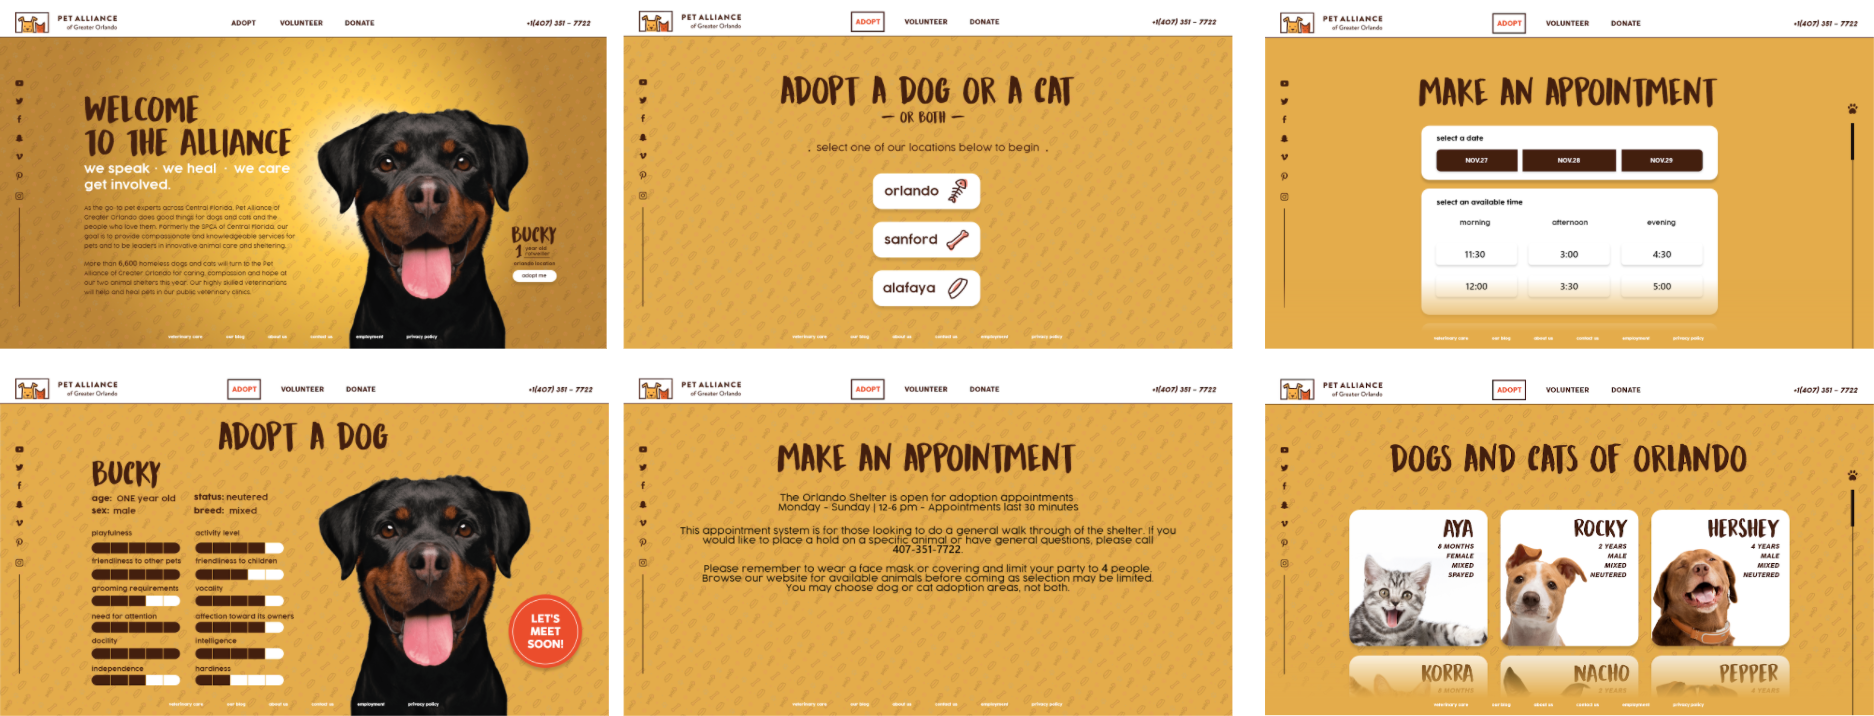 PET ALLIANCE
of Greater Orlando
ADOPT VOLUNTEER DONATE
+1(407) 351 - 7722
WELCOME
TO THE ALLIANCE
we speak · we heal · we care
get involved.
As the go-to pet experts across Central Florida, Pet Alliance of
Greater Orlando does good things for dogs and cats and the
people who love them. Formerly the SPCA of Central Florida, our
goal is to provide compassionate and knowledgeable services for
pets and to be leaders in innovative animal care and sheltering.
More than 6,600 homeless dogs and cats will turn to the Pet
Alliance of Greater Orlando for caring, compassion and hope at
our two animal shelters this year. Our highly skilled veterinarians
will help and heal pets in our public veterinary clinics.
BUCKY
1 year old
rottweiler
orlando location
adopt me
veterinary care our blog about us contact us employment privacy policy
PET ALLIANCE
of Greater Orlando
ADOPT VOLUNTEER DONATE
+1(407) 351 - 7722
ADOPT A DOG OR A CAT
— OR BOTH —
. select one of our locations below to begin .
orlando
sanford
alafaya
veterinary care our blog about us contact us employment privacy policy
PET ALLIANCE
of Greater Orlando
ADOPT VOLUNTEER DONATE
+1(407) 351 - 7722
MAKE AN APPOINTMENT
select a date
NOV.27 NOV.28 NOV.29
select an available time
morning afternoon evening
11:30 3:00 4:30
12:00 3:30 5:00
veterinary care our blog about us contact us employment privacy policy
PET ALLIANCE
of Greater Orlando
ADOPT VOLUNTEER DONATE
+1(407) 351 - 7722
ADOPT A DOG
BUCKY
age: ONE year old status: neutered
sex: male breed: mixed
playfulness activity level
friendliness to other pets friendliness to children
grooming requirements vocality
need for attention affection toward its owners
docility intelligence
independence hardiness
LET'S
MEET
SOON!
veterinary care our blog about us contact us employment privacy policy
PET ALLIANCE
of Greater Orlando
ADOPT VOLUNTEER DONATE
+1(407) 351 - 7722
MAKE AN APPOINTMENT
The Orlando Shelter is open for adoption appointments
Monday - Sunday | 12-6 pm - Appointments last 30 minutes
This appointment system is for those looking to do a general walk through of the shelter. If you
would like to place a hold on a specific animal or have general questions, please call
407-351-7722.
Please remember to wear a face mask or covering and limit your party to 4 people.
Browse our website for available animals before coming as selection may be limited.
You may choose dog or cat adoption areas, not both.
veterinary care our blog about us contact us employment privacy policy
PET ALLIANCE
of Greater Orlando
ADOPT VOLUNTEER DONATE
+1(407) 351 - 7722
DOGS AND CATS OF ORLANDO
AYA
6 MONTHS
FEMALE
MIXED
SPAYED
ROCKY
2 YEARS
MALE
MIXED
NEUTERED
HERSHEY
4 YEARS
MALE
MIXED
NEUTERED
KORRA
6 MONTHS
NACHO
2 YEARS
PEPPER
4 YEARS
veterinary care our blog about us contact us employment privacy policy